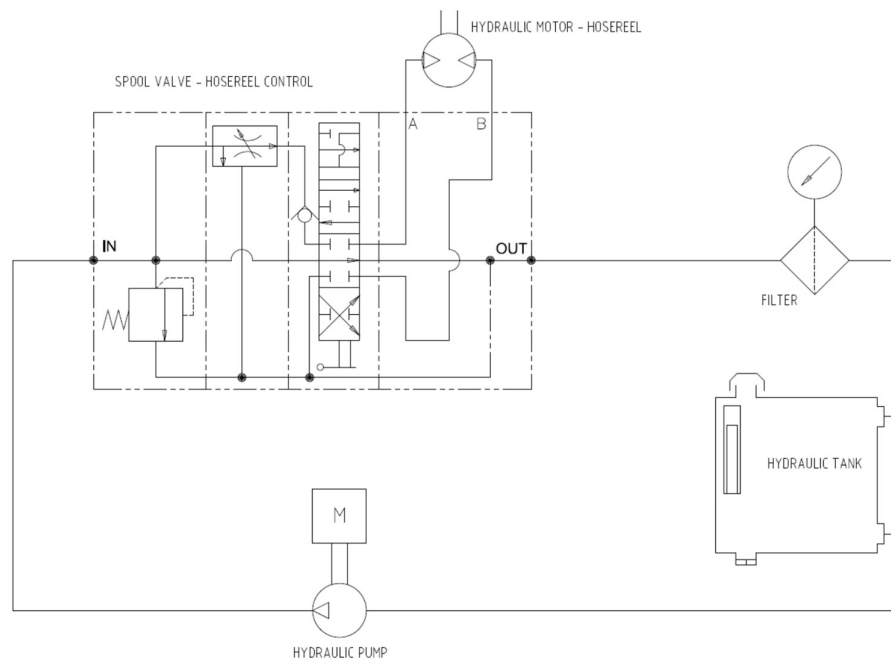 HYDRAULIC MOTOR - HOSEREEL
SPOOL VALVE - HOSEREEL CONTROL
A
B
IN
OUT
FILTER
HYDRAULIC TANK
M
HYDRAULIC PUMP